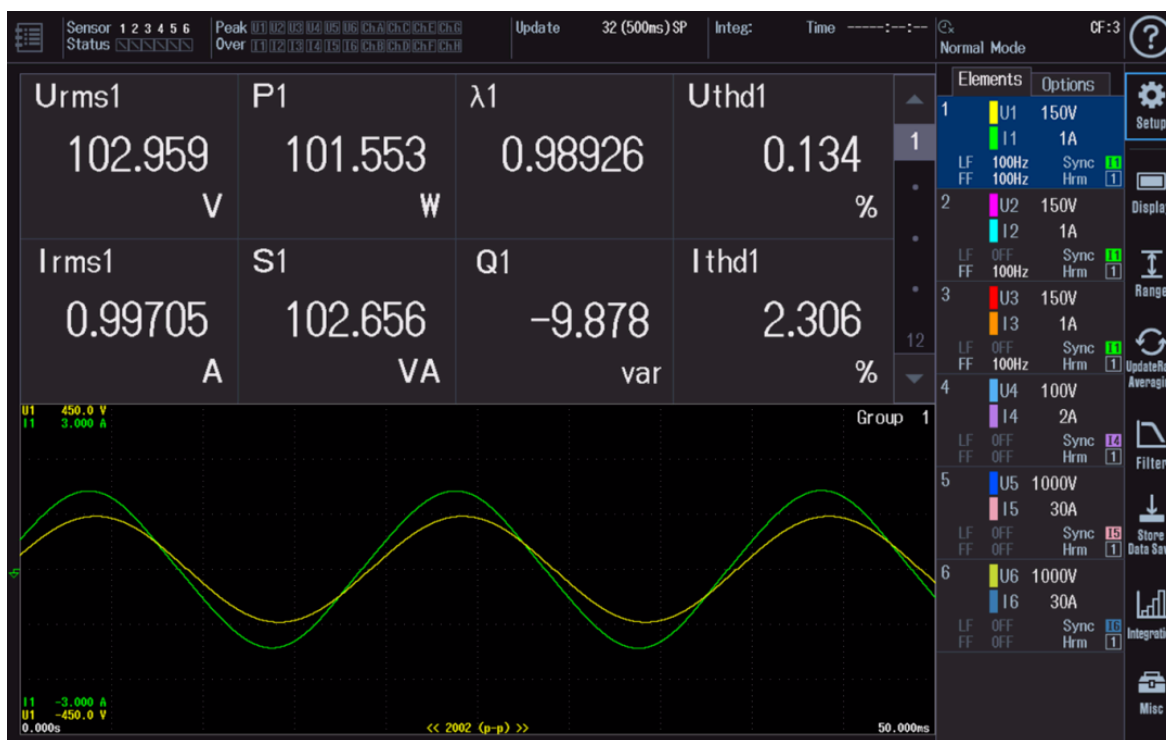 Sensor 1 2 3 4 5 6
Status
Peak U1 U2 U3 U4 U5 U6 ChA ChC ChE ChG
Over I1 I2 I3 I4 I5 I6 ChB ChD ChF ChH
Update 32 (500ms) SP
Integ:
Time -----:--:--
Normal Mode
CF:3
?
Urms1
102.959
V
P1
101.553
W
λ1
0.98926
Uthd1
0.134
%
Irms1
0.99705
A
S1
102.656
VA
Q1
-9.878
var
Ithd1
2.306
%
1
12
U1 450.0 V
I1 3.000 A
Group 1
I1 -3.000 A
U1 -450.0 V
0.000s
<< 2002 (p-p) >>
50.000ms
Elements Options
1 U1 150V
I1 1A
LF 100Hz Sync I1
FF 100Hz Hrm 1
2 U2 150V
I2 1A
LF OFF Sync I1
FF 100Hz Hrm 1
3 U3 150V
I3 1A
LF OFF Sync I1
FF 100Hz Hrm 1
4 U4 100V
I4 2A
LF OFF Sync I4
FF OFF Hrm 1
5 U5 1000V
I5 30A
LF OFF Sync I5
FF OFF Hrm 1
6 U6 1000V
I6 30A
LF OFF Sync I6
FF OFF Hrm 1
Setup
Display
Range
UpdateRa
Averagin
Filter
Store
Data Sav
Integratio
Misc